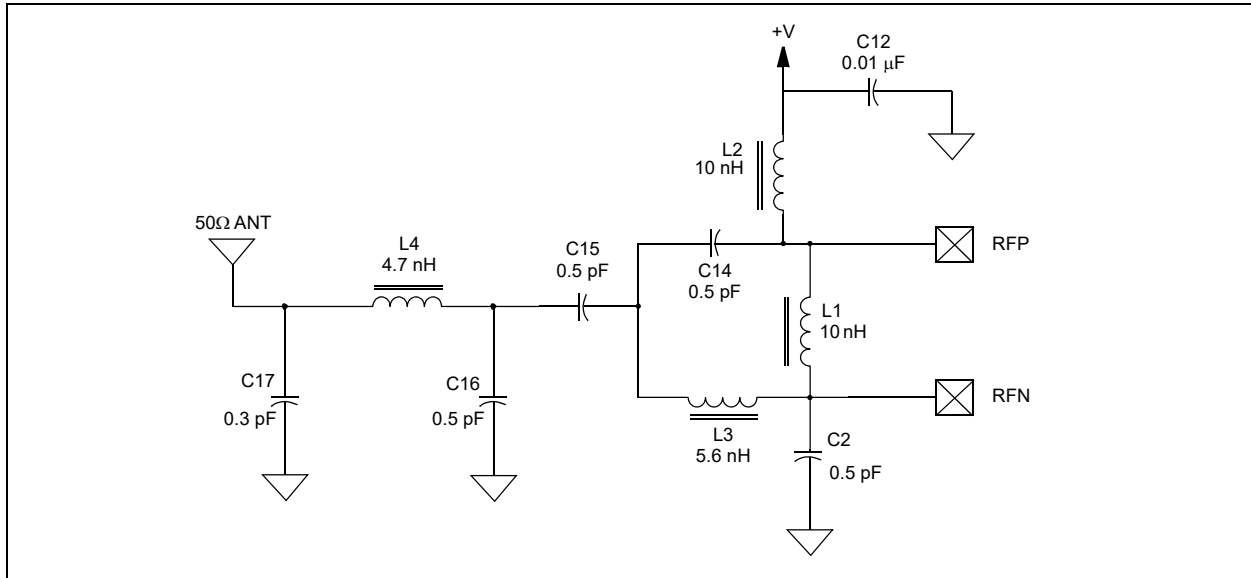 +V
C12
0.01 μF
L2
10 nH
50Ω ANT
L4
4.7 nH
C15
0.5 pF
C14
0.5 pF
RFP
L1
10 nH
C17
0.3 pF
C16
0.5 pF
RFN
L3
5.6 nH
C2
0.5 pF